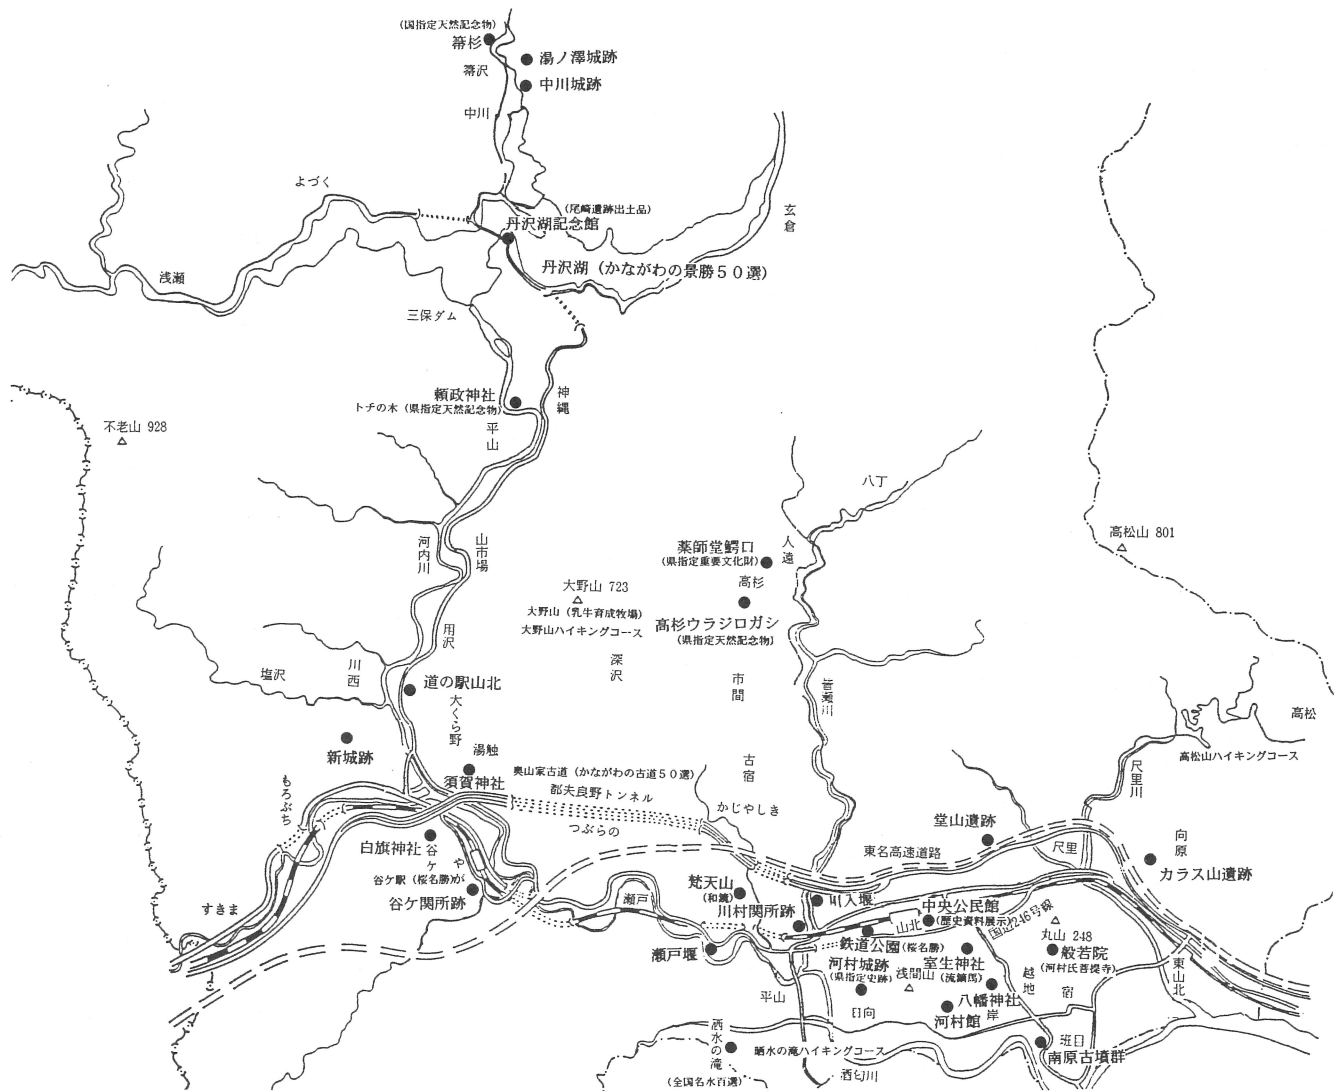 (国指定天然記念物)
箒杉
湯ノ澤城跡
箒沢
中川城跡
中川
よづく
(尾崎遺跡出土品)
丹沢湖記念館
玄倉
丹沢湖(かながわの景勝50選)
浅瀬
三保ダム
頼政神社
トチの木(県指定天然記念物)
神縄
平山
不老山 928
八丁
高松山 801
河内川
山市場
薬師堂鰐口
(県指定重要文化財)
人遠
高杉
大野山 723
大野山(乳牛育成牧場)
大野山ハイキングコース
高杉ウラジロガシ
(県指定天然記念物)
用沢
深沢
川西
塩沢
市間
皆瀬川
道の駅山北
大くら野
高松
新城跡
湯触
須賀神社
奥山家古道(かながわの古道50選)
都夫良野トンネル
古宿
高松山ハイキングコース
尺里川
もろぶち
つぶらの
かじやしき
堂山遺跡
東名高速道路
尺里
向原
カラス山遺跡
白旗神社
谷ケ
やが
谷ケ駅(桜名勝)
谷ケ関所跡
すきま
瀬戸
梵天山
(和鏡)
川村関所跡
川入堰
中央公民館
(歴史資料展示)
山北
国道246号線
丸山 248
鉄道公園(桜名勝)
瀬戸堰
河村城跡
(県指定史跡)
浅間山
室生神社
(流鏑馬)
般若院
(河村氏菩提寺)
越地
東山北
平山
日向
八幡神社
岸
宿
河村館
洒水の滝
(全国名水百選)
洒水の滝ハイキングコース
酒匂川
班目
南原古墳群